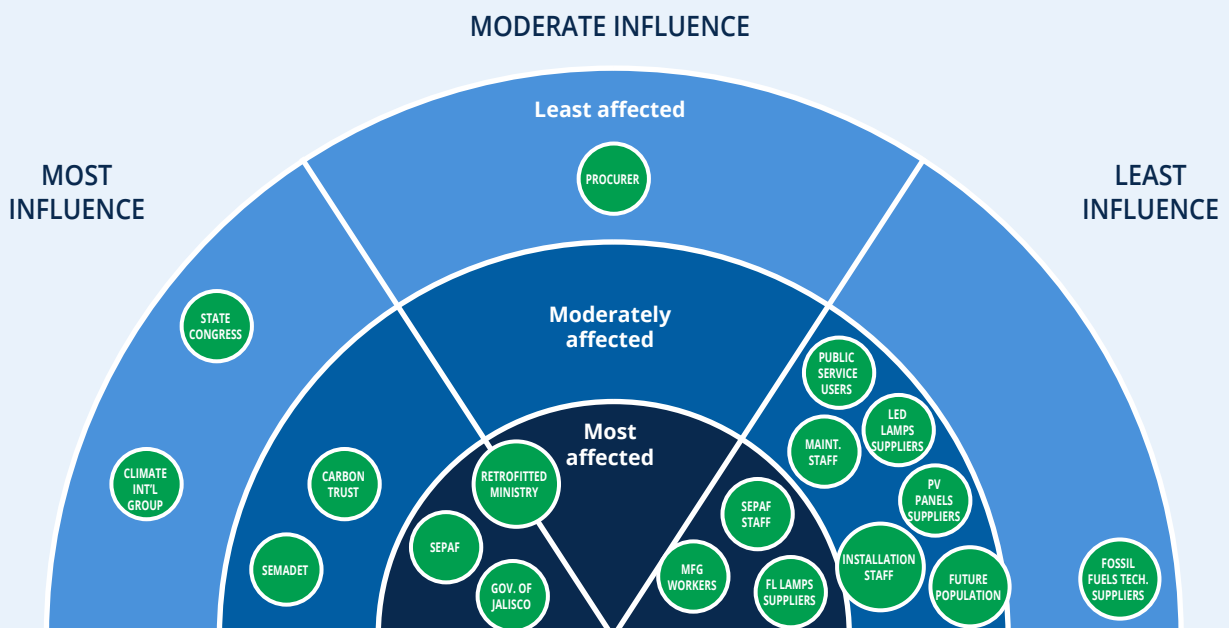 MODERATE INFLUENCE
Least affected
PROCURER
MOST
INFLUENCE
LEAST
INFLUENCE
STATE
CONGRESS
Moderately
affected
PUBLIC
SERVICE
USERS
LED
LAMPS
SUPPLIERS
MAINT.
STAFF
Most
affected
CLIMATE
INT'L
GROUP
CARBON
TRUST
RETROFITTED
MINISTRY
PV
PANELS
SUPPLIERS
SEPAF
STAFF
SEPAF
SEMADET
GOV. OF
JALISCO
MFG
WORKERS
FL LAMPS
SUPPLIERS
INSTALLATION
STAFF
FUTURE
POPULATION
FOSSIL
FUELS TECH.
SUPPLIERS